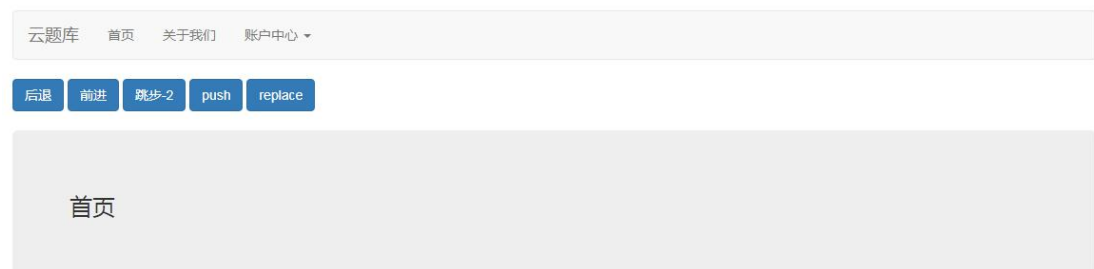 云题库 首页 关于我们 账户中心
后退 前进 跳步-2 push replace
首页